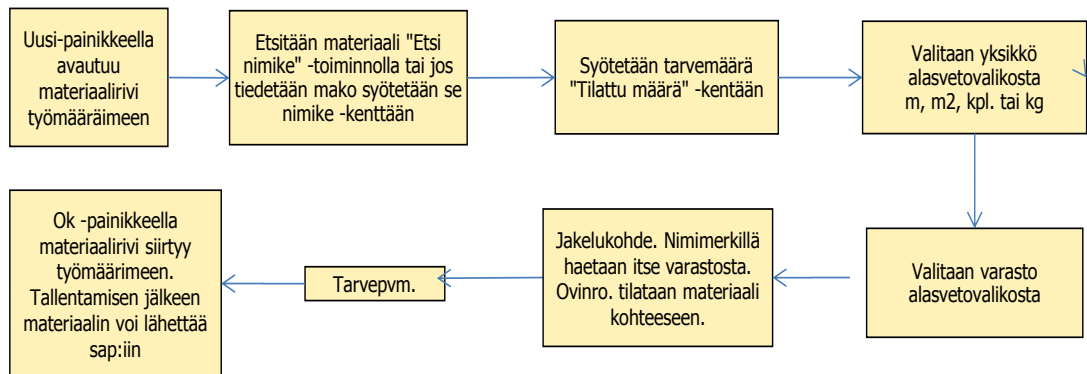 Uusi-painikkeella
avautuu
materiaalirivi
työmääräimeen
Etsitään materiaali "Etsi
nimike" -toiminnolla tai jos
tiedetään mako syötetään se
nimike -kenttään
Syötetään tarvemäärä
"Tilattu määrä" -kentään
Valitaan yksikkö
alasvetovalikosta
m, m2, kpl. tai kg
Valitaan varasto
alasvetovalikosta
Jakelukohde. Nimimerkillä
haetaan itse varastosta.
Ovinro. tilataan materiaali
kohteeseen.
Tarvepvm.
Ok -painikkeella
materiaalirivi siirtyy
työmäärimeen.
Tallentamisen jälkeen
materiaalin voi lähettää
sap:iin